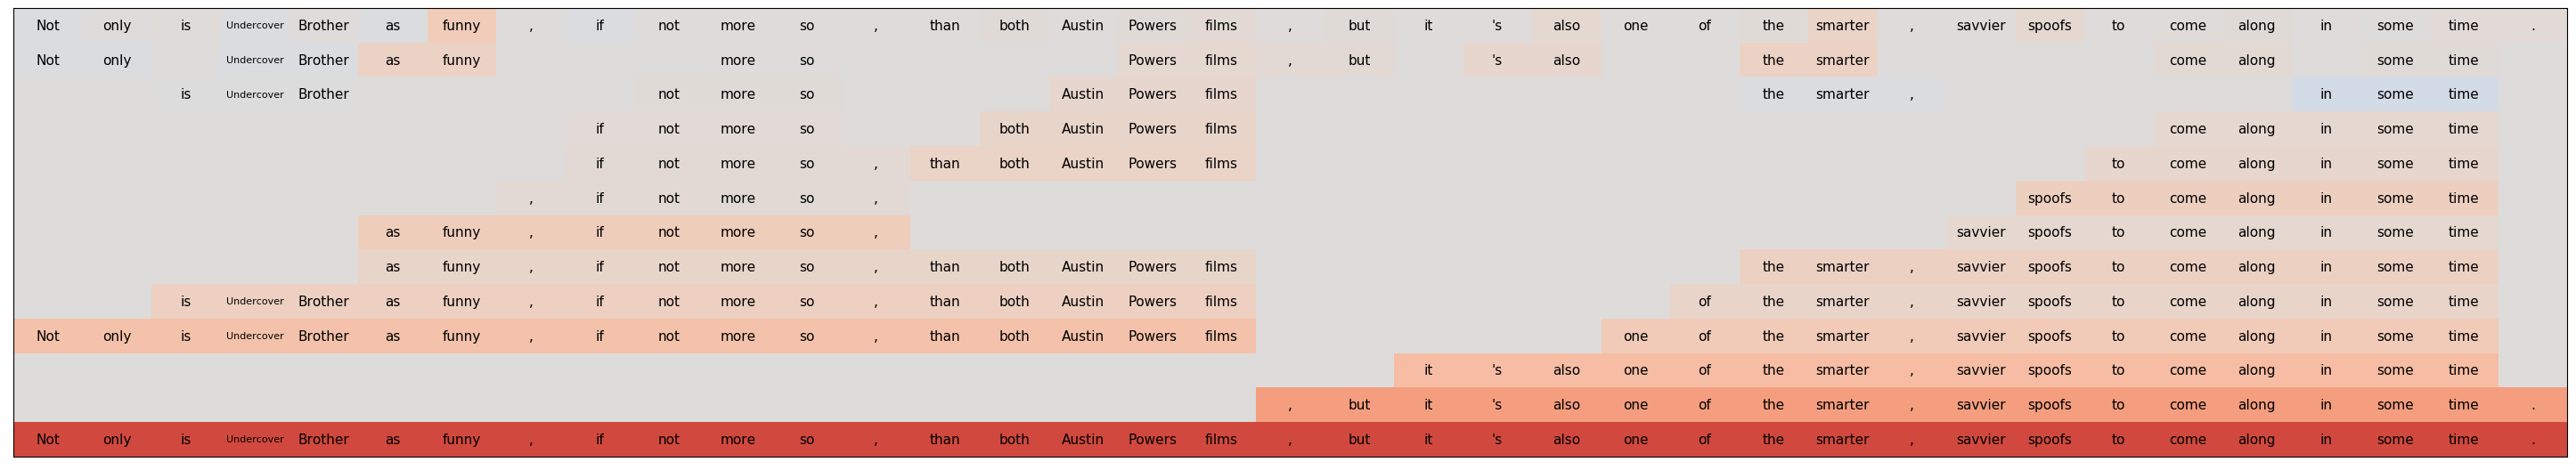 Not only is Undercover Brother as funny , if not more so , than both Austin Powers films , but it 's also one of the smarter , savvier spoofs to come along in some time .
Not only Undercover Brother as funny more so Powers films , but 's also the smarter come along some time
is Undercover Brother not more so Austin Powers films the smarter , in some time
if not more so both Austin Powers films come along in some time
if not more so , than both Austin Powers films to come along in some time
, if not more so , spoofs to come along in some time
as funny , if not more so , savvier spoofs to come along in some time
as funny , if not more so , than both Austin Powers films the smarter , savvier spoofs to come along in some time
is Undercover Brother as funny , if not more so , than both Austin Powers films of the smarter , savvier spoofs to come along in some time
Not only is Undercover Brother as funny , if not more so , than both Austin Powers films one of the smarter , savvier spoofs to come along in some time
it 's also one of the smarter , savvier spoofs to come along in some time
, but it 's also one of the smarter , savvier spoofs to come along in some time .
Not only is Undercover Brother as funny , if not more so , than both Austin Powers films , but it 's also one of the smarter , savvier spoofs to come along in some time .